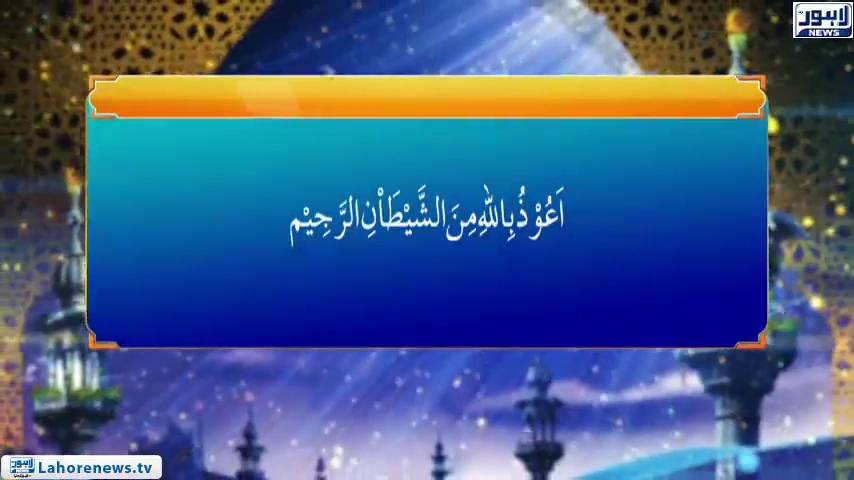 لاہور
NEWS
اَعُوْذُ بِاللّٰهِ مِنَ الشَّيْطَاْنِ الرَّجِيْم
لاہور
Lahorenews.tv